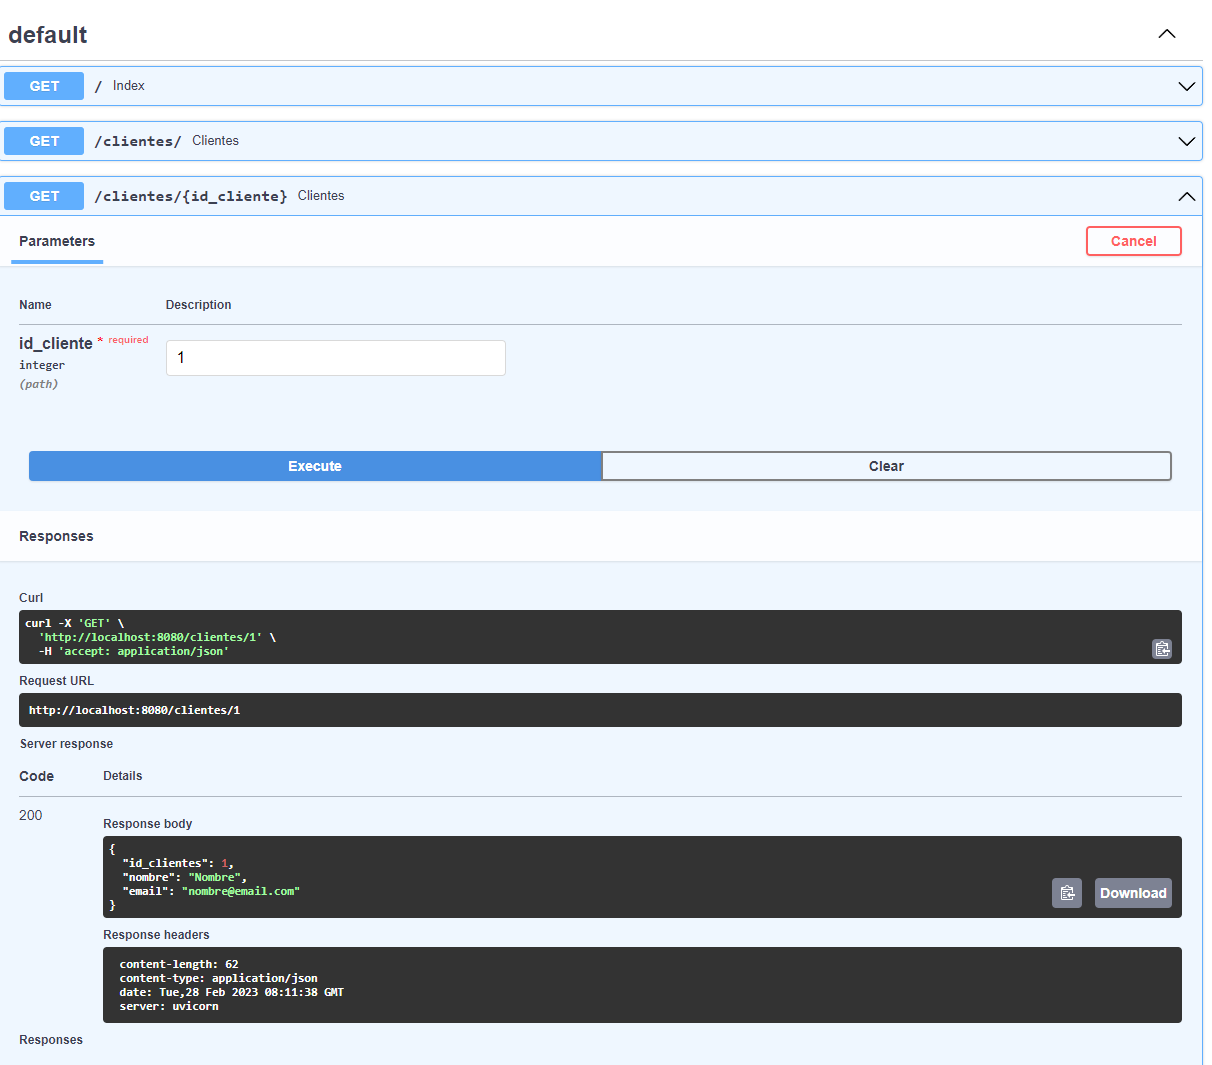 default
GET / Index
GET /clientes/ Clientes
GET /clientes/{id_cliente} Clientes
Parameters
Cancel
Name Description
id_cliente * required
1
integer
(path)
Execute
Clear
Responses
Curl
curl -X 'GET' \
'http://localhost:8080/clientes/1' \
-H 'accept: application/json'
Request URL
http://localhost:8080/clientes/1
Server response
Code Details
200
Response body
{
"id_clientes": 1,
"nombre": "Nombre",
"email": "nombre@email.com"
}
Download
Response headers
content-length: 62
content-type: application/json
date: Tue,28 Feb 2023 08:11:38 GMT
server: uvicorn
Responses